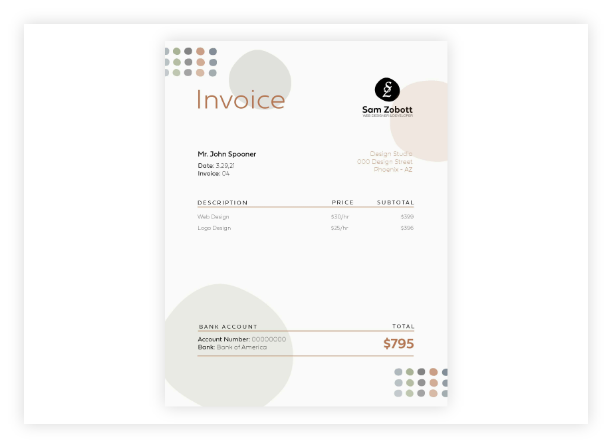 Invoice
Sam Zobott
WEB DESIGNER & DEVELOPER
Mr. John Spooner
Date: 3.29.21
Invoice: 04
Design Studio
000 Design Street
Phoenix - AZ
DESCRIPTION PRICE SUBTOTAL
Web Design /hr $399
Logo Design $25/hr $396
BANK ACCOUNT TOTAL
Account Number: 00000000
Bank: Bank of America
$795